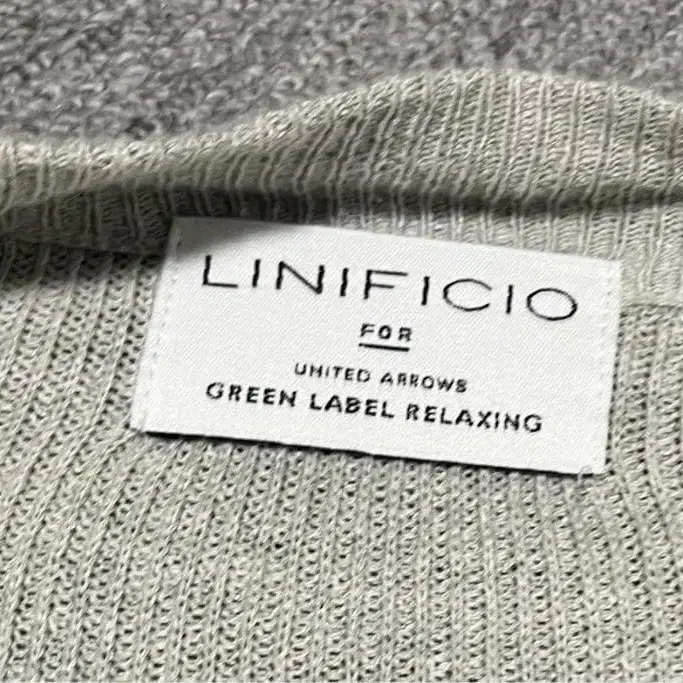 LINIFICIO
FOR
UNITED ARROWS
GREEN LABEL RELAXING